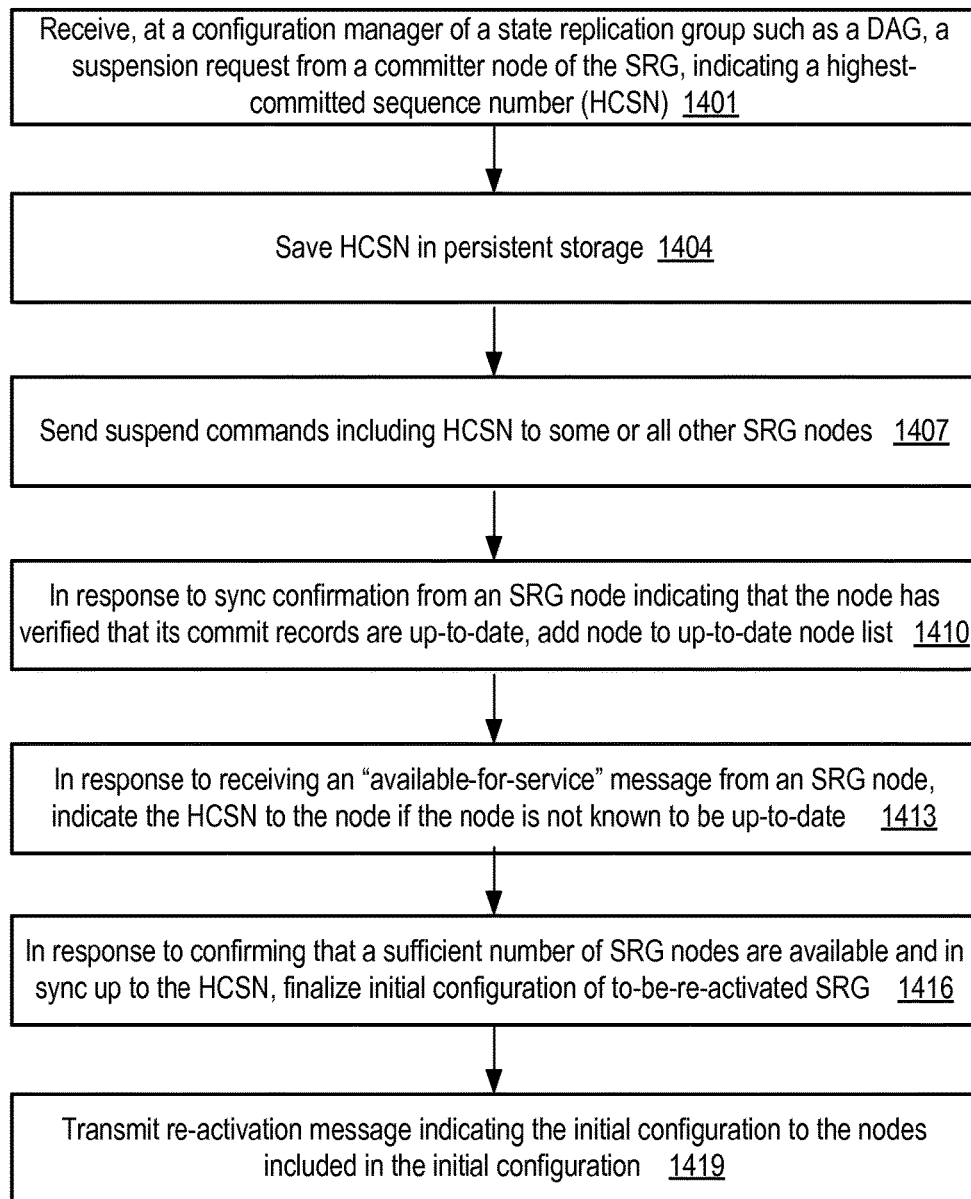 Receive, at a configuration manager of a state replication group such as a DAG, a
suspension request from a committer node of the SRG, indicating a highest-
committed sequence number (HCSN) 1401
Save HCSN in persistent storage 1404
Send suspend commands including HCSN to some or all other SRG nodes 1407
In response to sync confirmation from an SRG node indicating that the node has
verified that its commit records are up-to-date, add node to up-to-date node list 1410
In response to receiving an “available-for-service” message from an SRG node,
indicate the HCSN to the node if the node is not known to be up-to-date 1413
In response to confirming that a sufficient number of SRG nodes are available and in
sync up to the HCSN, finalize initial configuration of to-be-re-activated SRG 1416
Transmit re-activation message indicating the initial configuration to the nodes
included in the initial configuration 1419